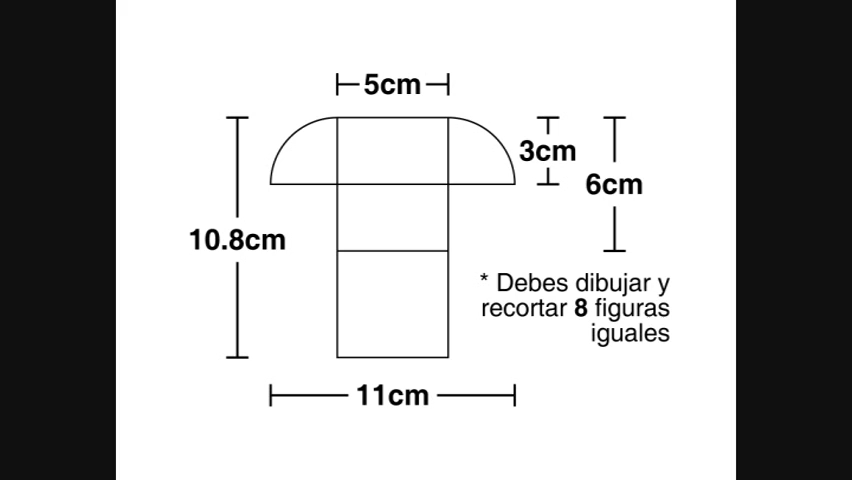 5cm
3cm
6cm
10.8cm
* Debes dibujar y
recortar 8 figuras
iguales
11cm